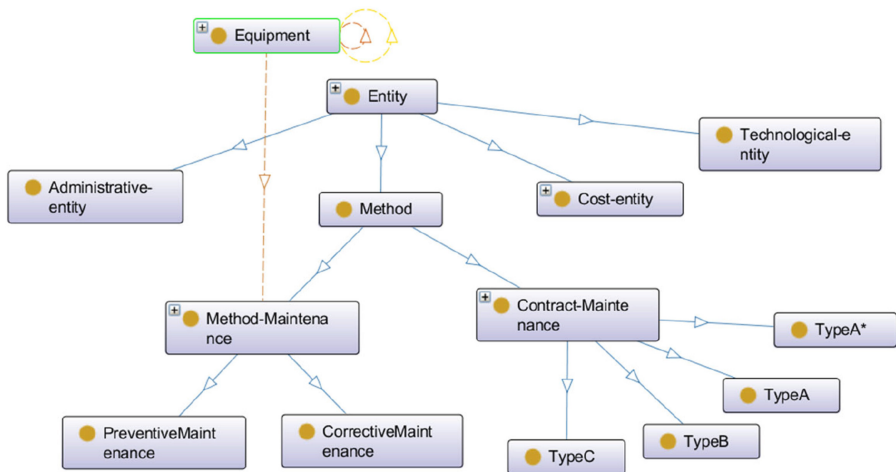 Equipment
Entity
Technological-e
ntity
Administrative-
entity
Method
Cost-entity
Method-Maintena
nce
Contract-Mainte
nance
TypeA*
TypeA
PreventiveMaint
enance
CorrectiveMaint
enance
TypeC
TypeB